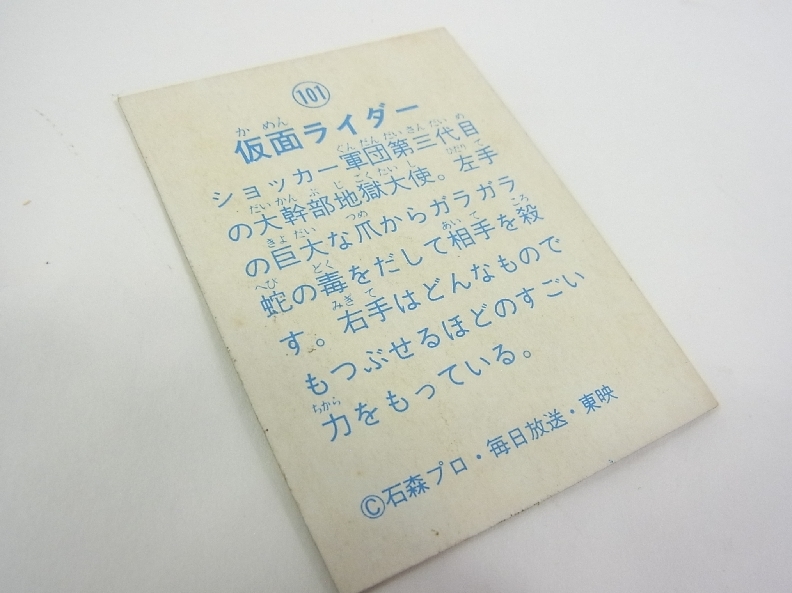 101
仮面ライダー
ショッカー軍団第三代目
の大幹部地獄大使。左手
の巨大な爪からガラガラ
蛇の毒をだして相手を殺
す。右手はどんなもので
もつぶせるほどのすごい
力をもっている。
©石森プロ・毎日放送・東映